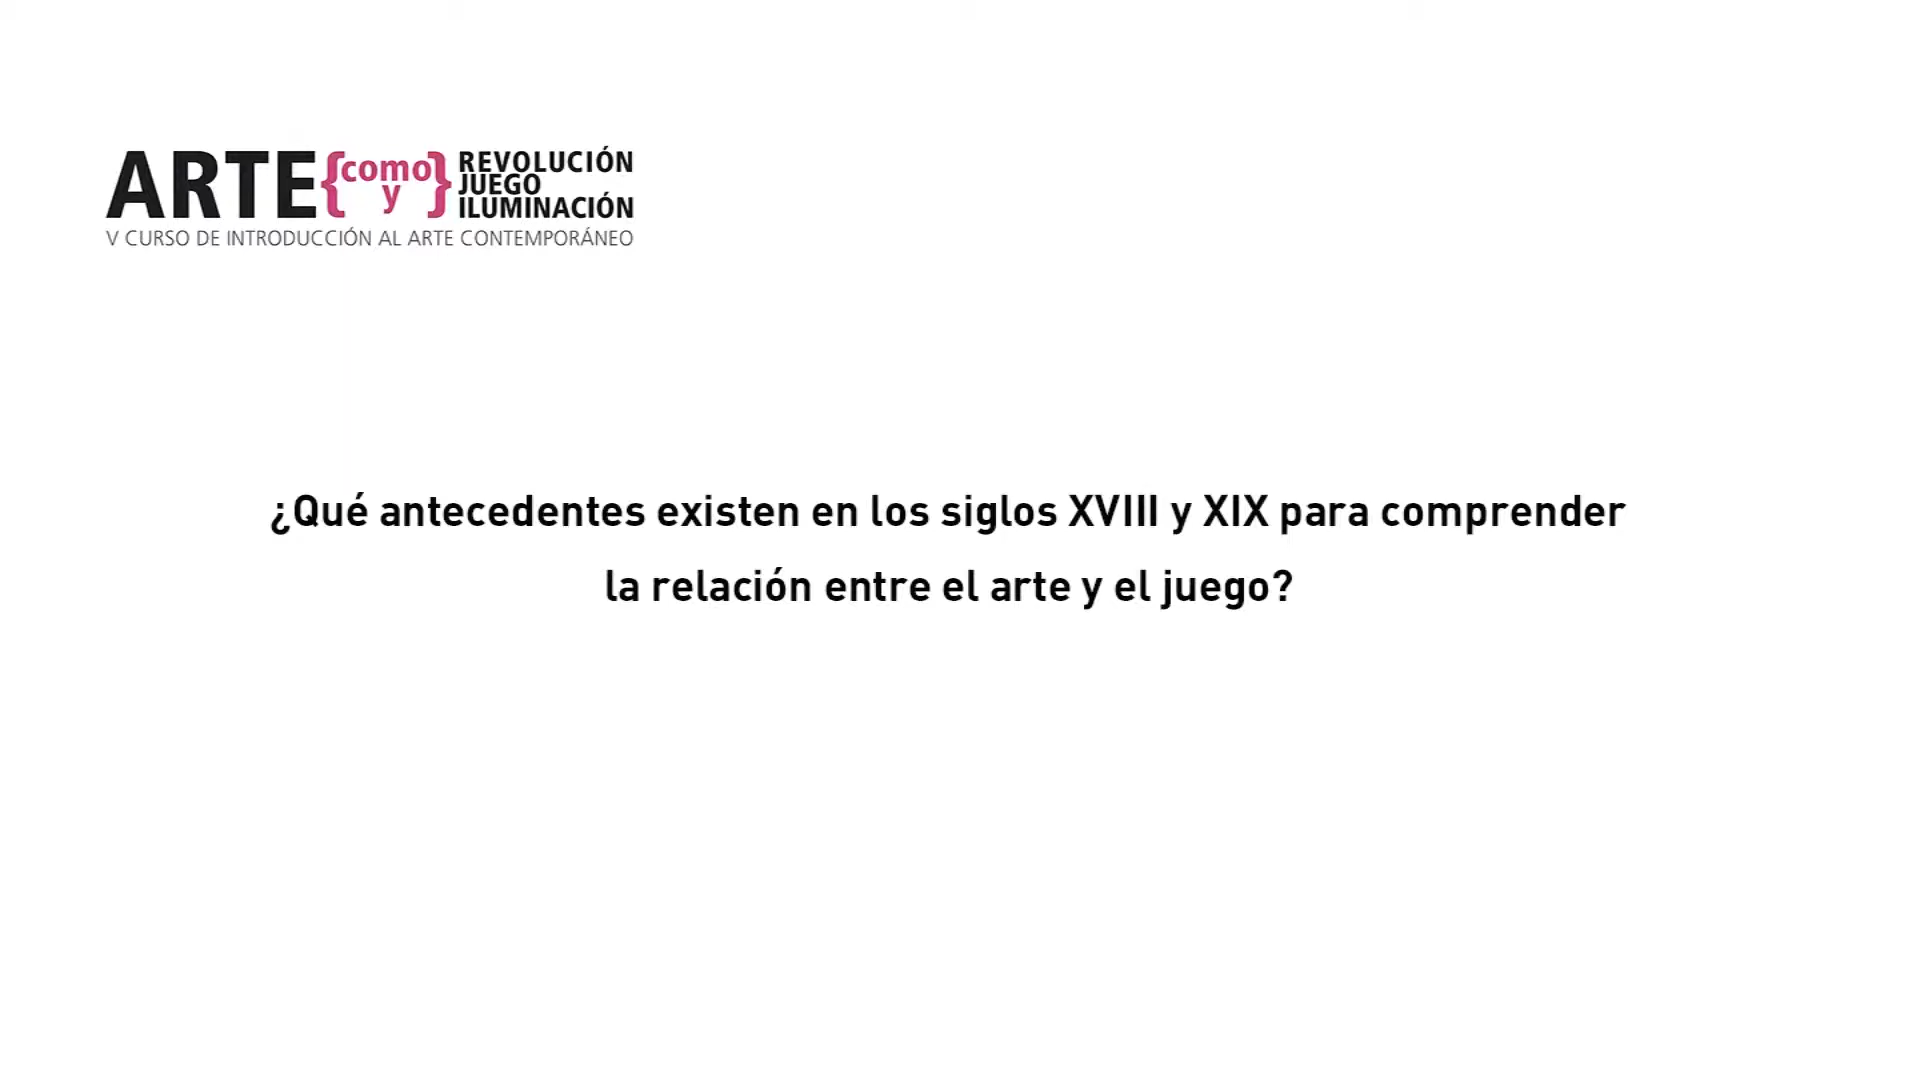 ARTE {como y} REVOLUCIÓN
JUEGO
ILUMINACIÓN
V CURSO DE INTRODUCCIÓN AL ARTE CONTEMPORÁNEO
¿Qué antecedentes existen en los siglos XVIII y XIX para comprender
la relación entre el arte y el juego?